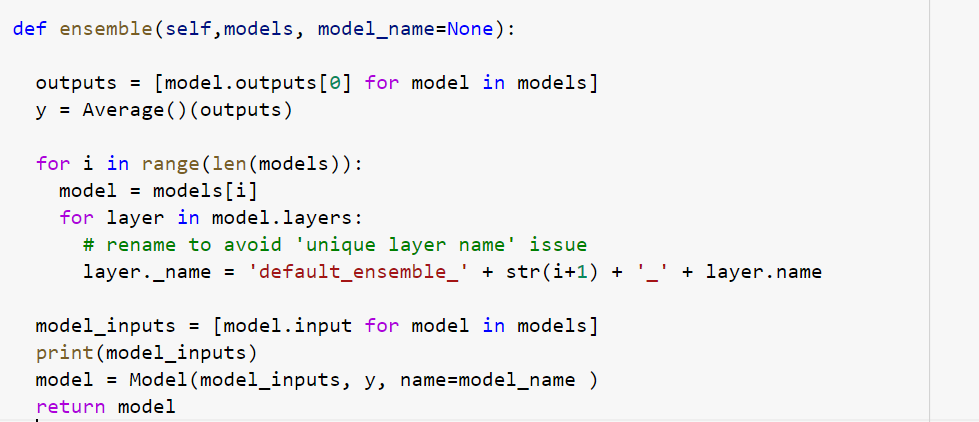 def ensemble(self,models, model_name=None):
outputs = [model.outputs[0] for model in models]
y = Average()(outputs)
for i in range(len(models)):
model = models[i]
for layer in model.layers:
# rename to avoid 'unique layer name' issue
layer._name = 'default_ensemble_' + str(i+1) + '_' + layer.name
model_inputs = [model.input for model in models]
print(model_inputs)
model = Model(model_inputs, y, name=model_name )
return model